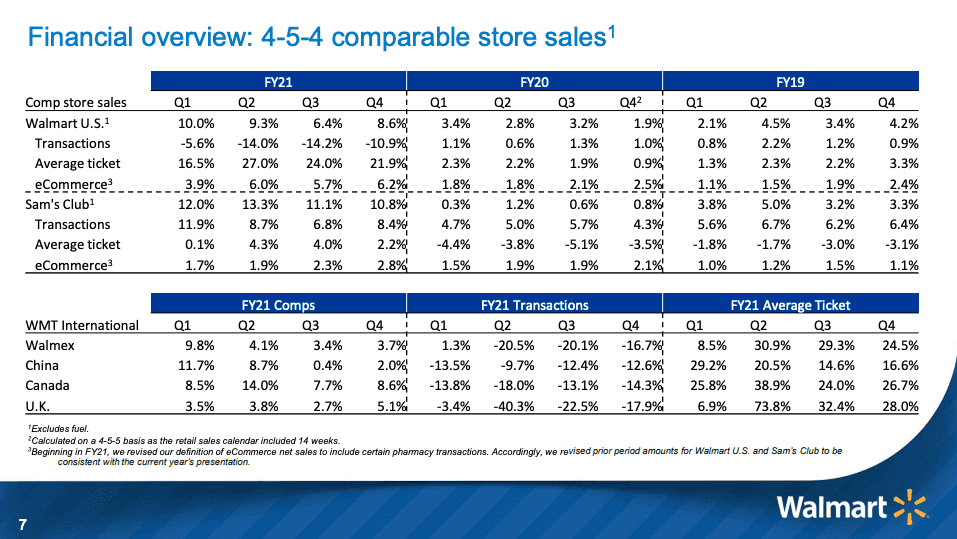 Financial overview: 4-5-4 comparable store sales1
FY21 FY20 FY19
Comp store sales Q1 Q2 Q3 Q4 Q1 Q2 Q3 Q42 Q1 Q2 Q3 Q4
Walmart U.S.1 10.0% 9.3% 6.4% 8.6% 3.4% 2.8% 3.2% 1.9% 2.1% 4.5% 3.4% 4.2%
Transactions -5.6% -14.0% -14.2% -10.9% 1.1% 0.6% 1.3% 1.0% 0.8% 2.2% 1.2% 0.9%
Average ticket 16.5% 27.0% 24.0% 21.9% 2.3% 2.2% 1.9% 0.9% 1.3% 2.3% 2.2% 3.3%
eCommerce3 3.9% 6.0% 5.7% 6.2% 1.8% 1.8% 2.1% 2.5% 1.1% 1.5% 1.9% 2.4%
Sam's Club1 12.0% 13.3% 11.1% 10.8% 0.3% 1.2% 0.6% 0.8% 3.8% 5.0% 3.2% 3.3%
Transactions 11.9% 8.7% 6.8% 8.4% 4.7% 5.0% 5.7% 4.3% 5.6% 6.7% 6.2% 6.4%
Average ticket 0.1% 4.3% 4.0% 2.2% -4.4% -3.8% -5.1% -3.5% -1.8% -1.7% -3.0% -3.1%
eCommerce3 1.7% 1.9% 2.3% 2.8% 1.5% 1.9% 1.9% 2.1% 1.0% 1.2% 1.5% 1.1%
FY21 Comps FY21 Transactions FY21 Average Ticket
WMT International Q1 Q2 Q3 Q4 Q1 Q2 Q3 Q4 Q1 Q2 Q3 Q4
Walmex 9.8% 4.1% 3.4% 3.7% 1.3% -20.5% -20.1% -16.7% 8.5% 30.9% 29.3% 24.5%
China 11.7% 8.7% 0.4% 2.0% -13.5% -9.7% -12.4% -12.6% 29.2% 20.5% 14.6% 16.6%
Canada 8.5% 14.0% 7.7% 8.6% -13.8% -18.0% -13.1% -14.3% 25.8% 38.9% 24.0% 26.7%
U.K. 3.5% 3.8% 2.7% 5.1% -3.4% -40.3% -22.5% -17.9% 6.9% 73.8% 32.4% 28.0%
1Excludes fuel.
2Calculated on a 4-5-5 basis as the retail sales calendar included 14 weeks.
3Beginning in FY21, we revised our definition of eCommerce net sales to include certain pharmacy transactions. Accordingly, we revised prior period amounts for Walmart U.S. and Sam's Club to be
consistent with the current year's presentation.
Walmart
7